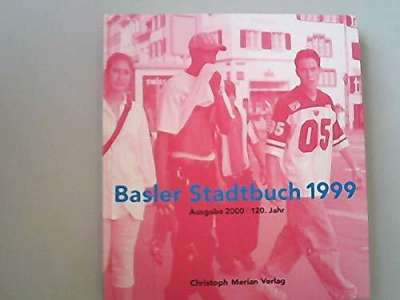 05
Basler Stadtbuch 1999
Ausgabe 2000 120. Jahr
Christoph Merian Verlag